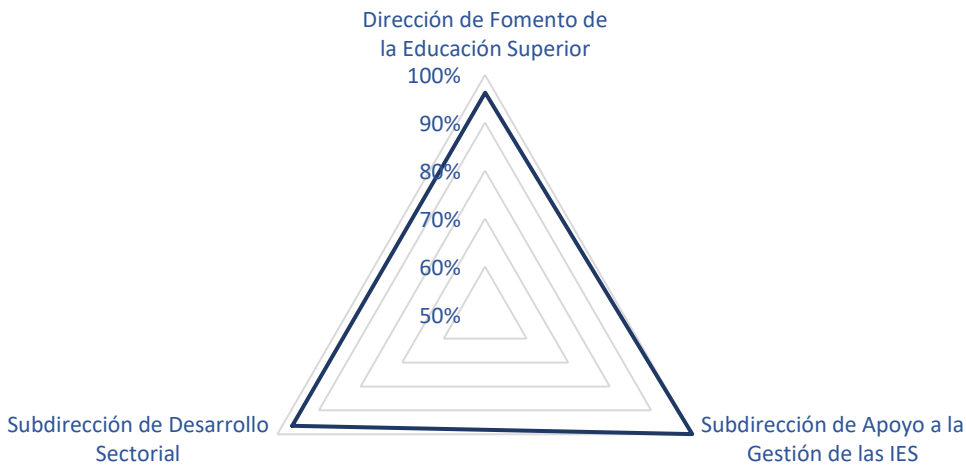 Dirección de Fomento de
la Educación Superior
100%
90%
80%
70%
60%
50%
Subdirección de Desarrollo
Sectorial
Subdirección de Apoyo a la
Gestión de las IES